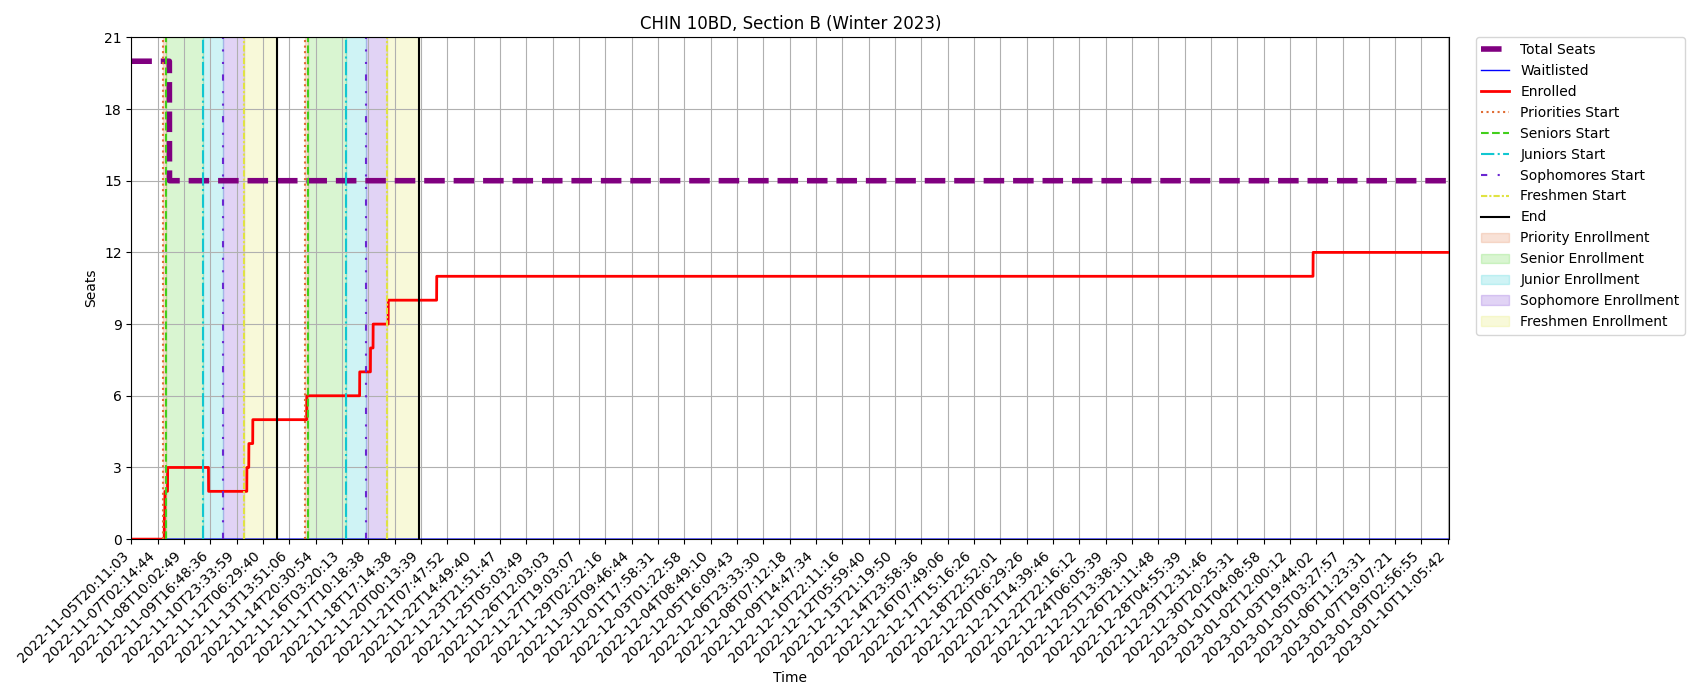 CHIN 10BD, Section B (Winter 2023)
21
18
15
12
9
6
3
0
Seats
2022-11-05T20:11:03
2022-11-07T02:14:44
2022-11-08T10:02:49
2022-11-09T16:48:36
2022-11-10T23:33:59
2022-11-12T06:29:40
2022-11-13T13:51:06
2022-11-14T20:30:54
2022-11-16T03:20:13
2022-11-17T10:18:38
2022-11-18T17:14:38
2022-11-20T00:13:39
2022-11-21T07:47:52
2022-11-22T14:49:40
2022-11-23T21:51:47
2022-11-25T05:03:49
2022-11-26T12:03:03
2022-11-27T19:03:07
2022-11-29T02:22:16
2022-11-30T09:46:44
2022-12-01T17:58:31
2022-12-03T01:22:58
2022-12-04T08:49:10
2022-12-05T16:09:43
2022-12-06T23:33:30
2022-12-08T07:12:18
2022-12-09T14:47:34
2022-12-10T22:11:16
2022-12-12T05:59:40
2022-12-13T21:19:50
2022-12-14T23:58:36
2022-12-16T07:49:06
2022-12-17T15:16:26
2022-12-18T22:52:01
2022-12-20T06:29:26
2022-12-21T14:39:46
2022-12-22T22:16:12
2022-12-24T06:05:39
2022-12-25T13:38:30
2022-12-26T21:11:48
2022-12-28T04:55:39
2022-12-29T12:31:46
2022-12-30T20:25:31
2023-01-01T04:08:58
2023-01-02T12:00:12
2023-01-03T19:44:02
2023-01-05T03:27:57
2023-01-06T11:23:31
2023-01-07T19:07:21
2023-01-09T02:56:55
2023-01-10T11:05:42
Time
Total Seats
Waitlisted
Enrolled
Priorities Start
Seniors Start
Juniors Start
Sophomores Start
Freshmen Start
End
Priority Enrollment
Senior Enrollment
Junior Enrollment
Sophomore Enrollment
Freshmen Enrollment